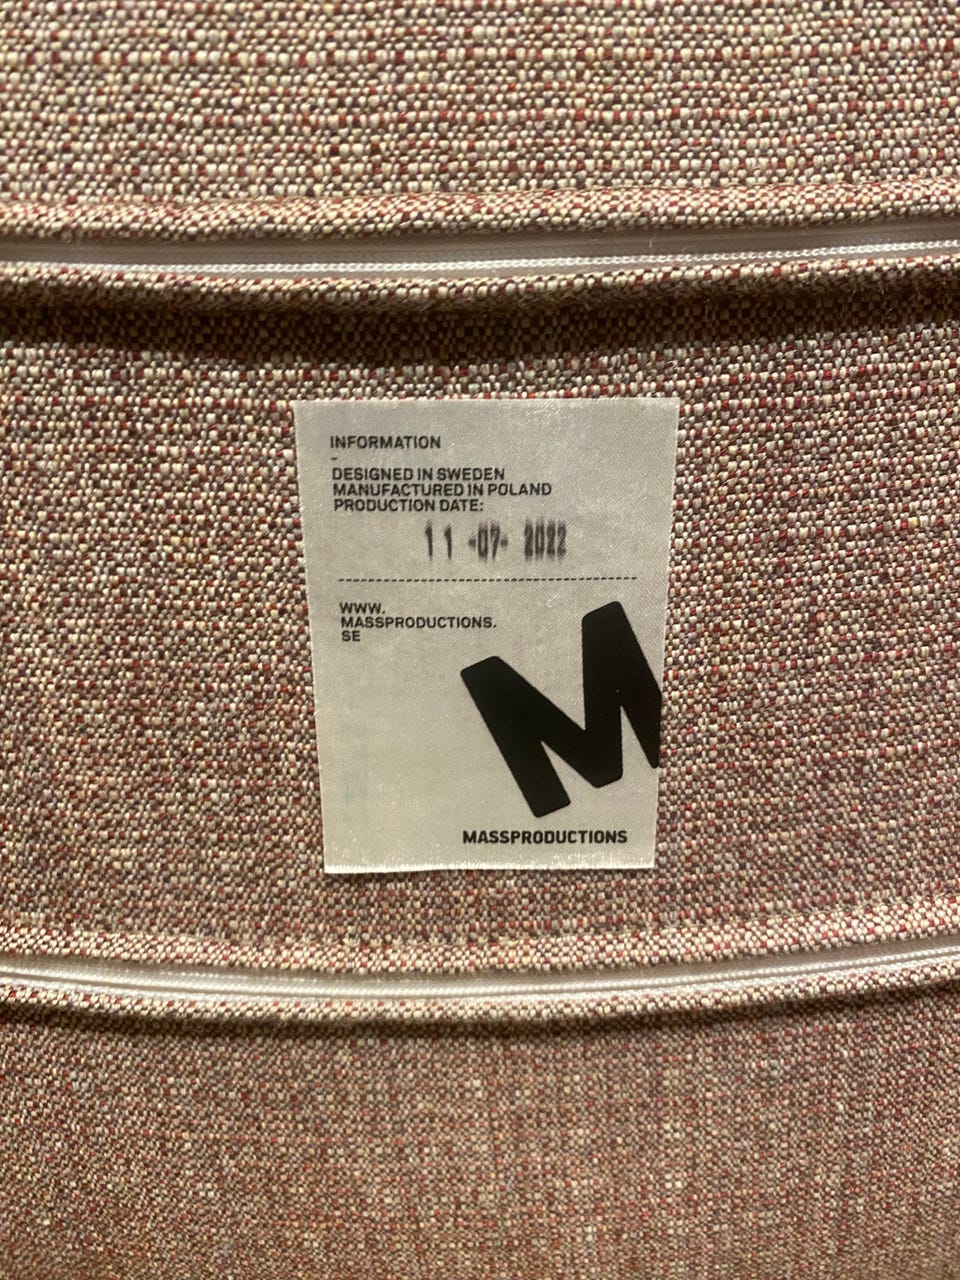 INFORMATION
-
DESIGNED IN SWEDEN
MANUFACTURED IN POLAND
PRODUCTION DATE:
11 -07- 2022
WWW.
MASSPRODUCTIONS.
SE
M
MASSPRODUCTIONS